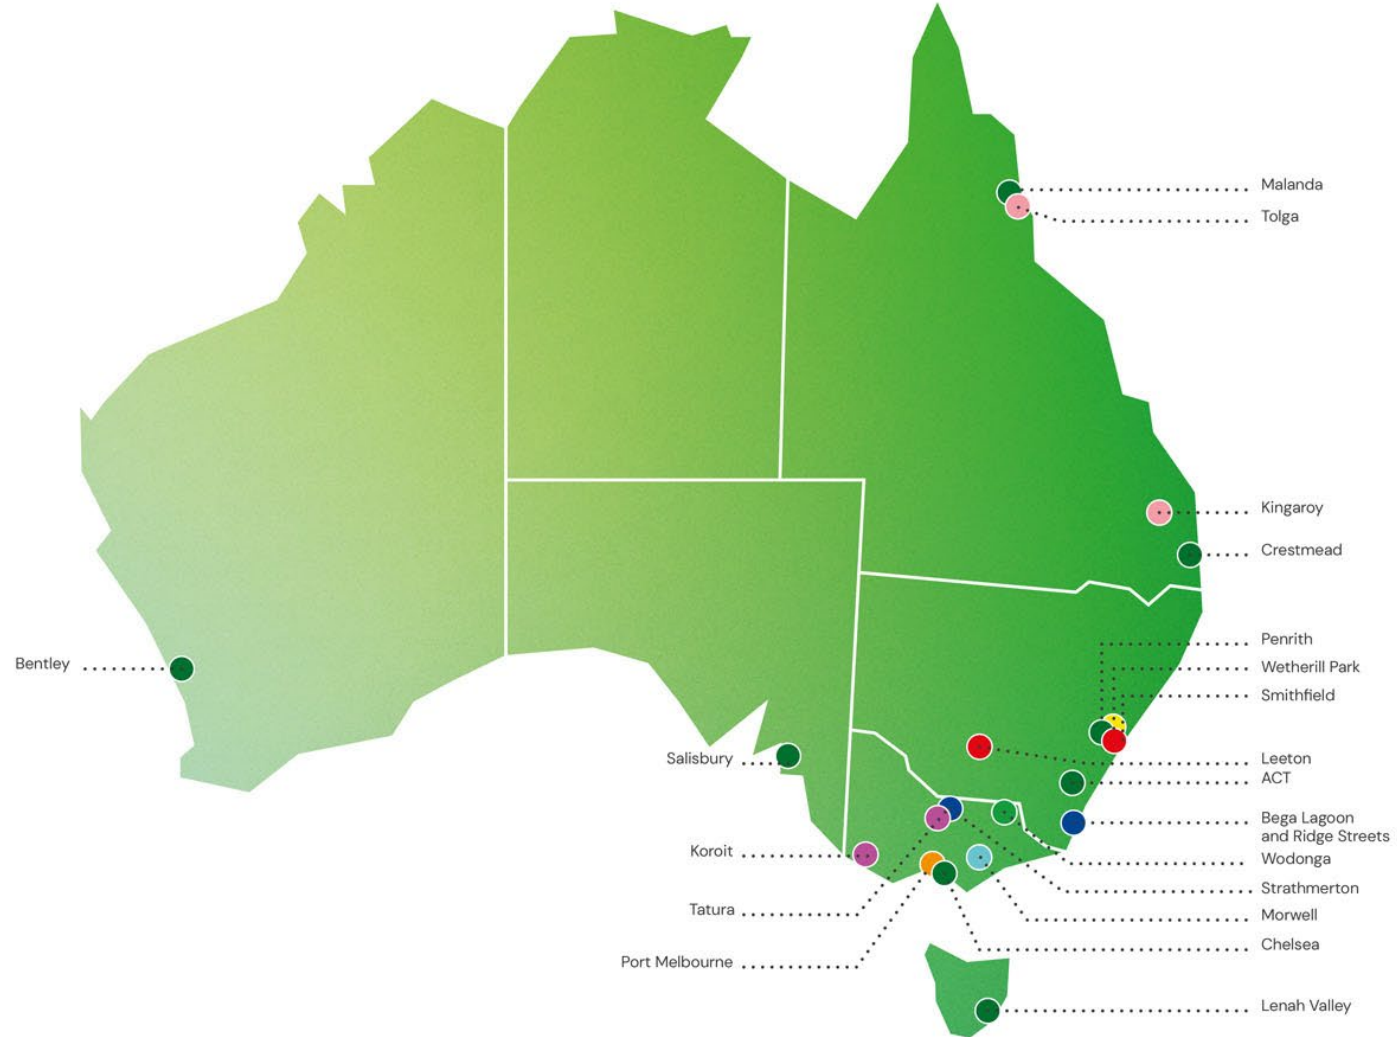 Malanda
Tolga
Kingaroy
Crestmead
Penrith
Wetherill Park
Smithfield
Bentley
Salisbury
Leeton
ACT
Bega Lagoon
and Ridge Streets
Koroit
Wodonga
Strathmerton
Tatura
Morwell
Chelsea
Port Melbourne
Lenah Valley